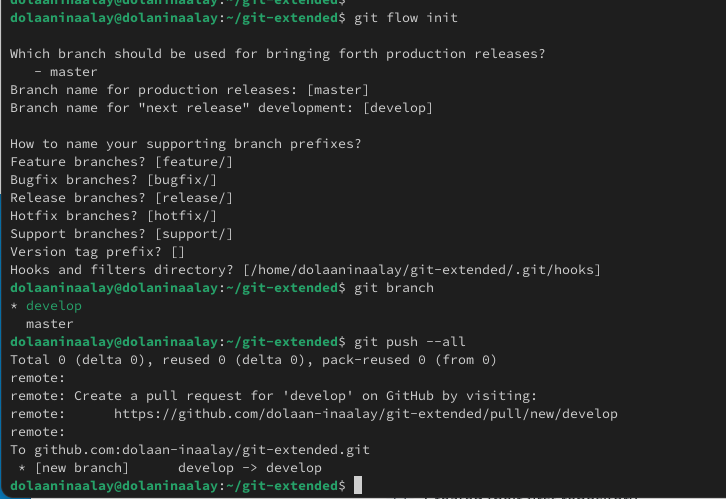 dolaaninaalay@dolaninaalay:~/git-extended$ git flow init
Which branch should be used for bringing forth production releases?
   - master
Branch name for production releases: [master]
Branch name for "next release" development: [develop]
How to name your supporting branch prefixes?
Feature branches? [feature/]
Bugfix branches? [bugfix/]
Release branches? [release/]
Hotfix branches? [hotfix/]
Support branches? [support/]
Version tag prefix? []
Hooks and filters directory? [/home/dolaaninaalay/git-extended/.git/hooks]
dolaaninaalay@dolaninaalay:~/git-extended$ git branch
* develop
  master
dolaaninaalay@dolaninaalay:~/git-extended$ git push --all
Total 0 (delta 0), reused 0 (delta 0), pack-reused 0 (from 0)
remote:
remote: Create a pull request for 'develop' on GitHub by visiting:
remote:      https://github.com/dolaan-inaalay/git-extended/pull/new/develop
remote:
To github.com:dolaan-inaalay/git-extended.git
 * [new branch]      develop -> develop
dolaaninaalay@dolaninaalay:~/git-extended$